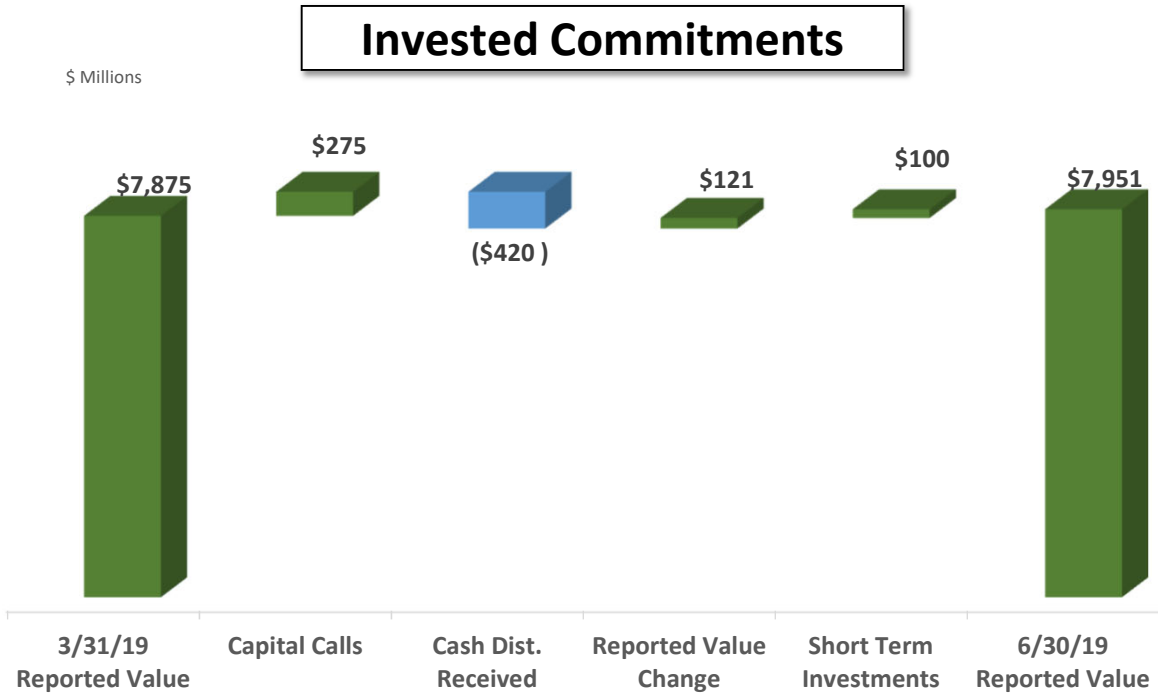 Invested Commitments
$ Millions
$7,875
$275
($420 )
$121
$100
$7,951
3/31/19
Reported Value
Capital Calls
Cash Dist.
Received
Reported Value
Change
Short Term
Investments
6/30/19
Reported Value